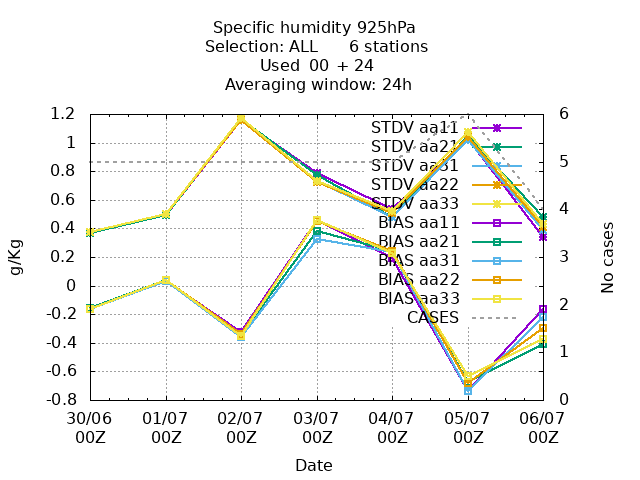 Specific humidity 925hPa
Selection: ALL 6 stations
Used 00 + 24
Averaging window: 24h
1.2
1
0.8
0.6
0.4
0.2
0
-0.2
-0.4
-0.6
-0.8
g/Kg
STDV aa11
STDV aa21
STDV aa31
STDV aa22
STDV aa33
BIAS aa11
BIAS aa21
BIAS aa31
BIAS aa22
BIAS aa33
CASES
6
5
4
3
2
1
0
No cases
30/06 01/07 02/07 03/07 04/07 05/07 06/07
00Z 00Z 00Z 00Z 00Z 00Z 00Z
Date